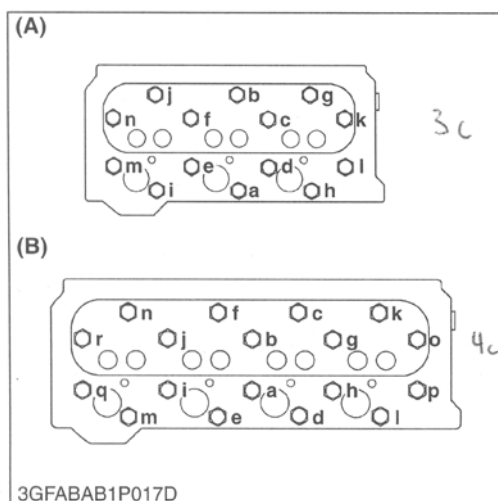 (A)
j b g
n f c k
3c
m e d l
i a h
(B)
n f c k
r j b g o
4c
q i a h p
m e d l
3GFABAB1P017D